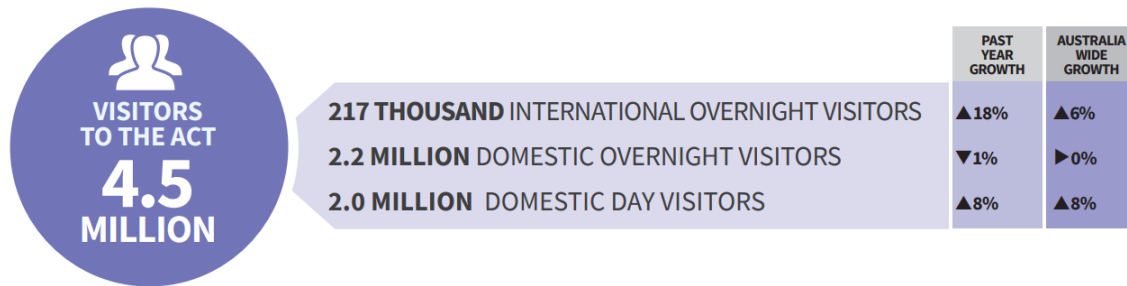 VISITORS
TO THE ACT
4.5
MILLION
PAST
YEAR
GROWTH
AUSTRALIA
WIDE
GROWTH
217 THOUSAND INTERNATIONAL OVERNIGHT VISITORS ▲18% ▲6%
2.2 MILLION DOMESTIC OVERNIGHT VISITORS ▼1% ▶0%
2.0 MILLION DOMESTIC DAY VISITORS ▲8% ▲8%